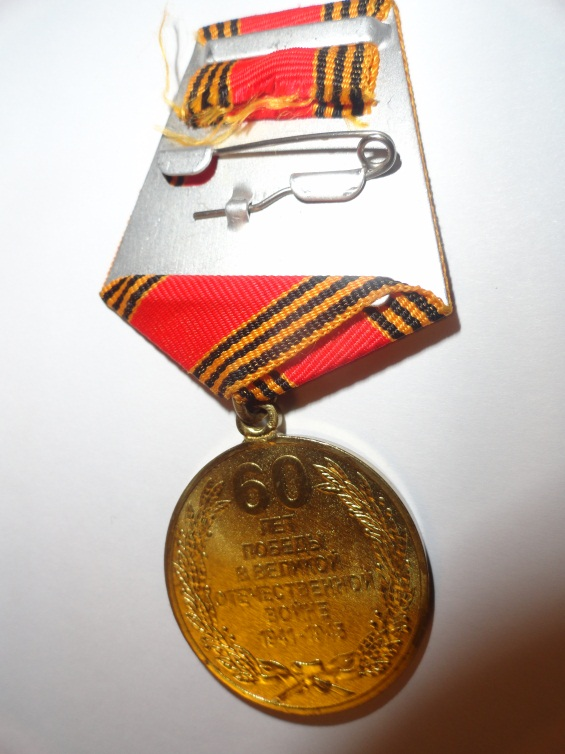 60
ЛЕТ
ПОБЕДЫ
В ВЕЛИКОЙ
ОТЕЧЕСТВЕННОЙ
ВОЙНЕ
1941-1945